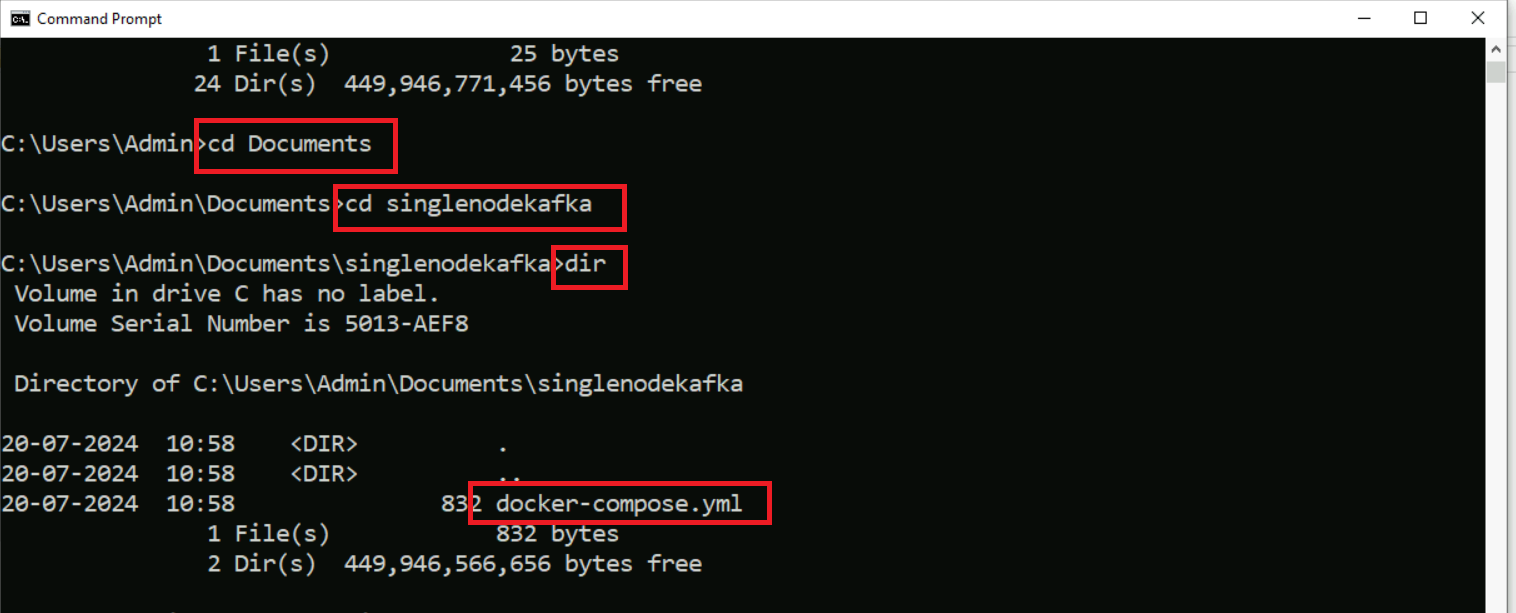 Command Prompt
1 File(s) 25 bytes
24 Dir(s) 449,946,771,456 bytes free
C:\Users\Admin>cd Documents
C:\Users\Admin\Documents>cd singlenodekafka
C:\Users\Admin\Documents\singlenodekafka>dir
Volume in drive C has no label.
Volume Serial Number is 5013-AEF8
Directory of C:\Users\Admin\Documents\singlenodekafka
20-07-2024 10:58 <DIR> .
20-07-2024 10:58 <DIR> ..
20-07-2024 10:58 832 docker-compose.yml
1 File(s) 832 bytes
2 Dir(s) 449,946,566,656 bytes free